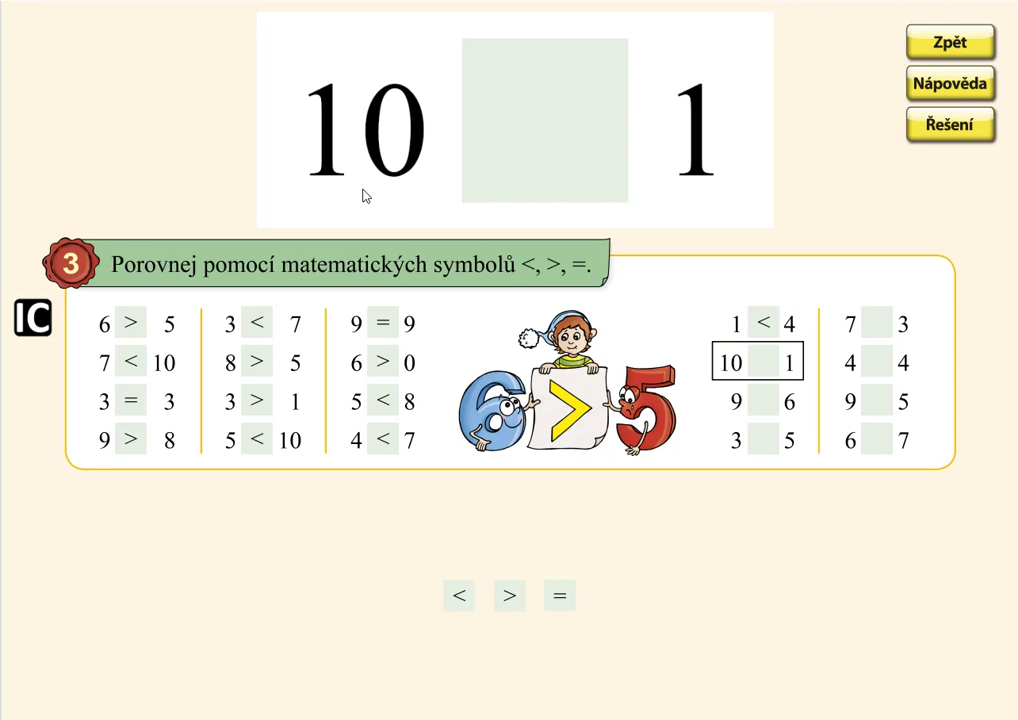 10 1
Zpět
Nápověda
Řešení
3 Porovnej pomocí matematických symbolů <, >, =.
IC
6 > 5
7 < 10
3 = 3
9 > 8
3 < 7
8 > 5
3 > 1
5 < 10
9 = 9
6 > 0
5 < 8
4 < 7
6 > 5
1 < 4
10 1
9 6
3 5
7 3
4 4
9 5
6 7
< > =